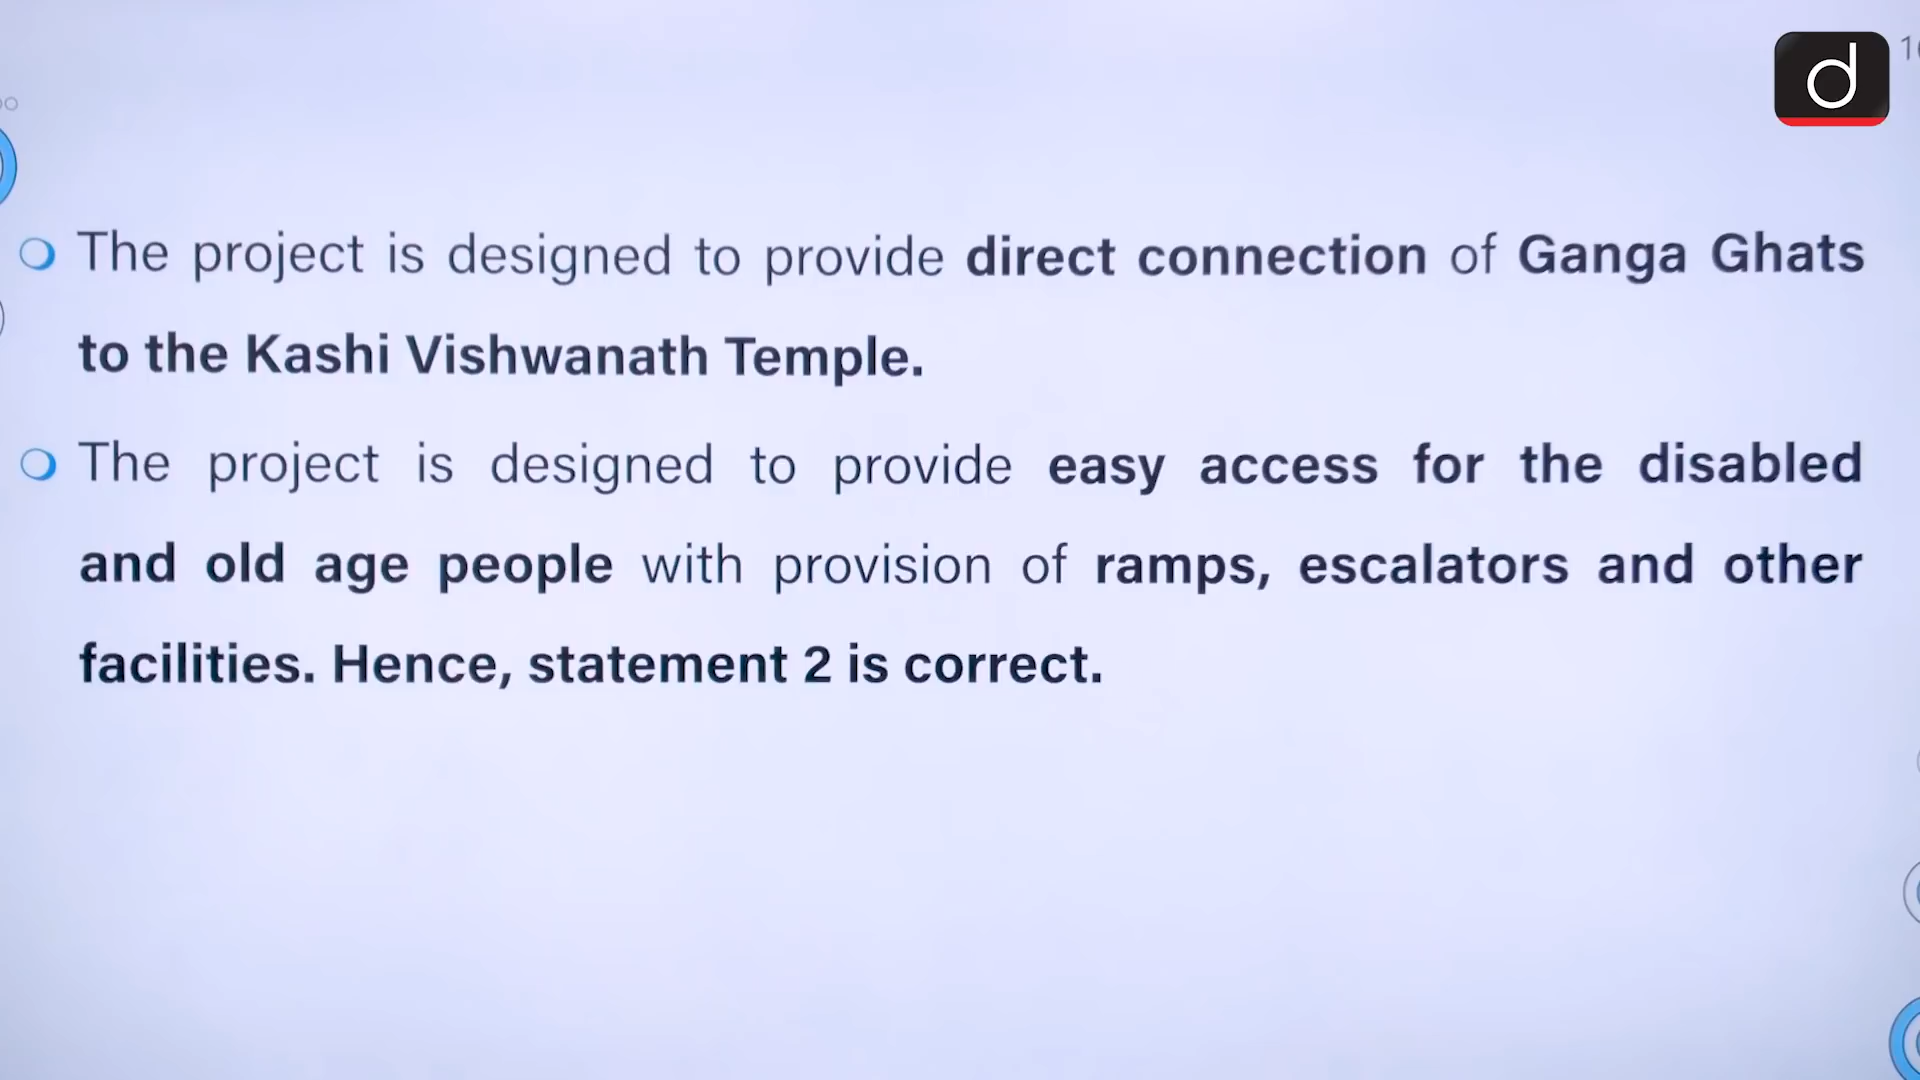 The project is designed to provide direct connection of Ganga Ghats
to the Kashi Vishwanath Temple.
The project is designed to provide easy access for the disabled
and old age people with provision of ramps, escalators and other
facilities. Hence, statement 2 is correct.